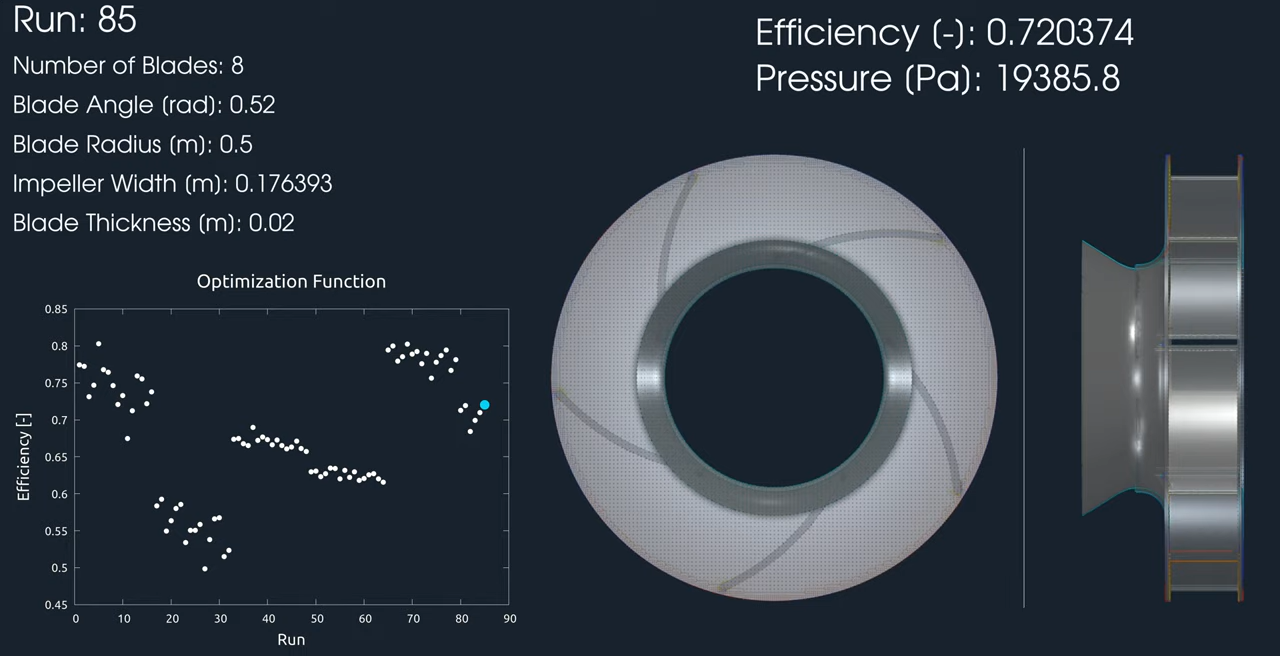 Run: 85
Number of Blades: 8
Blade Angle (rad): 0.52
Blade Radius (m): 0.5
Impeller Width (m): 0.176393
Blade Thickness (m): 0.02
Efficiency (-): 0.720374
Pressure (Pa): 19385.8
Optimization Function
0.85
0.8
0.75
0.7
0.65
0.6
0.55
0.5
0.45
Efficiency [-]
0 10 20 30 40 50 60 70 80 90
Run